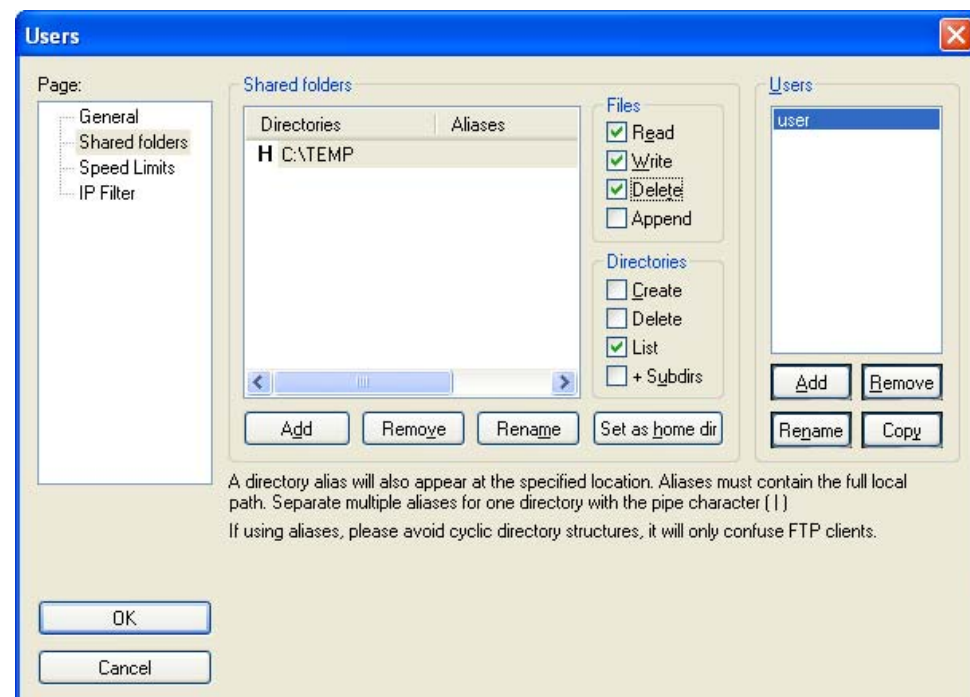 Users
Page:
General
Shared folders
Speed Limits
IP Filter
Shared folders
Directories Aliases
H C:\TEMP
Files
Read
Write
Delete
Append
Directories
Create
Delete
List
+ Subdirs
Add Remove Rename Set as home dir
Users
user
Add Remove
Rename Copy
A directory alias will also appear at the specified location. Aliases must contain the full local
path. Separate multiple aliases for one directory with the pipe character ( | )
If using aliases, please avoid cyclic directory structures, it will only confuse FTP clients.
OK
Cancel